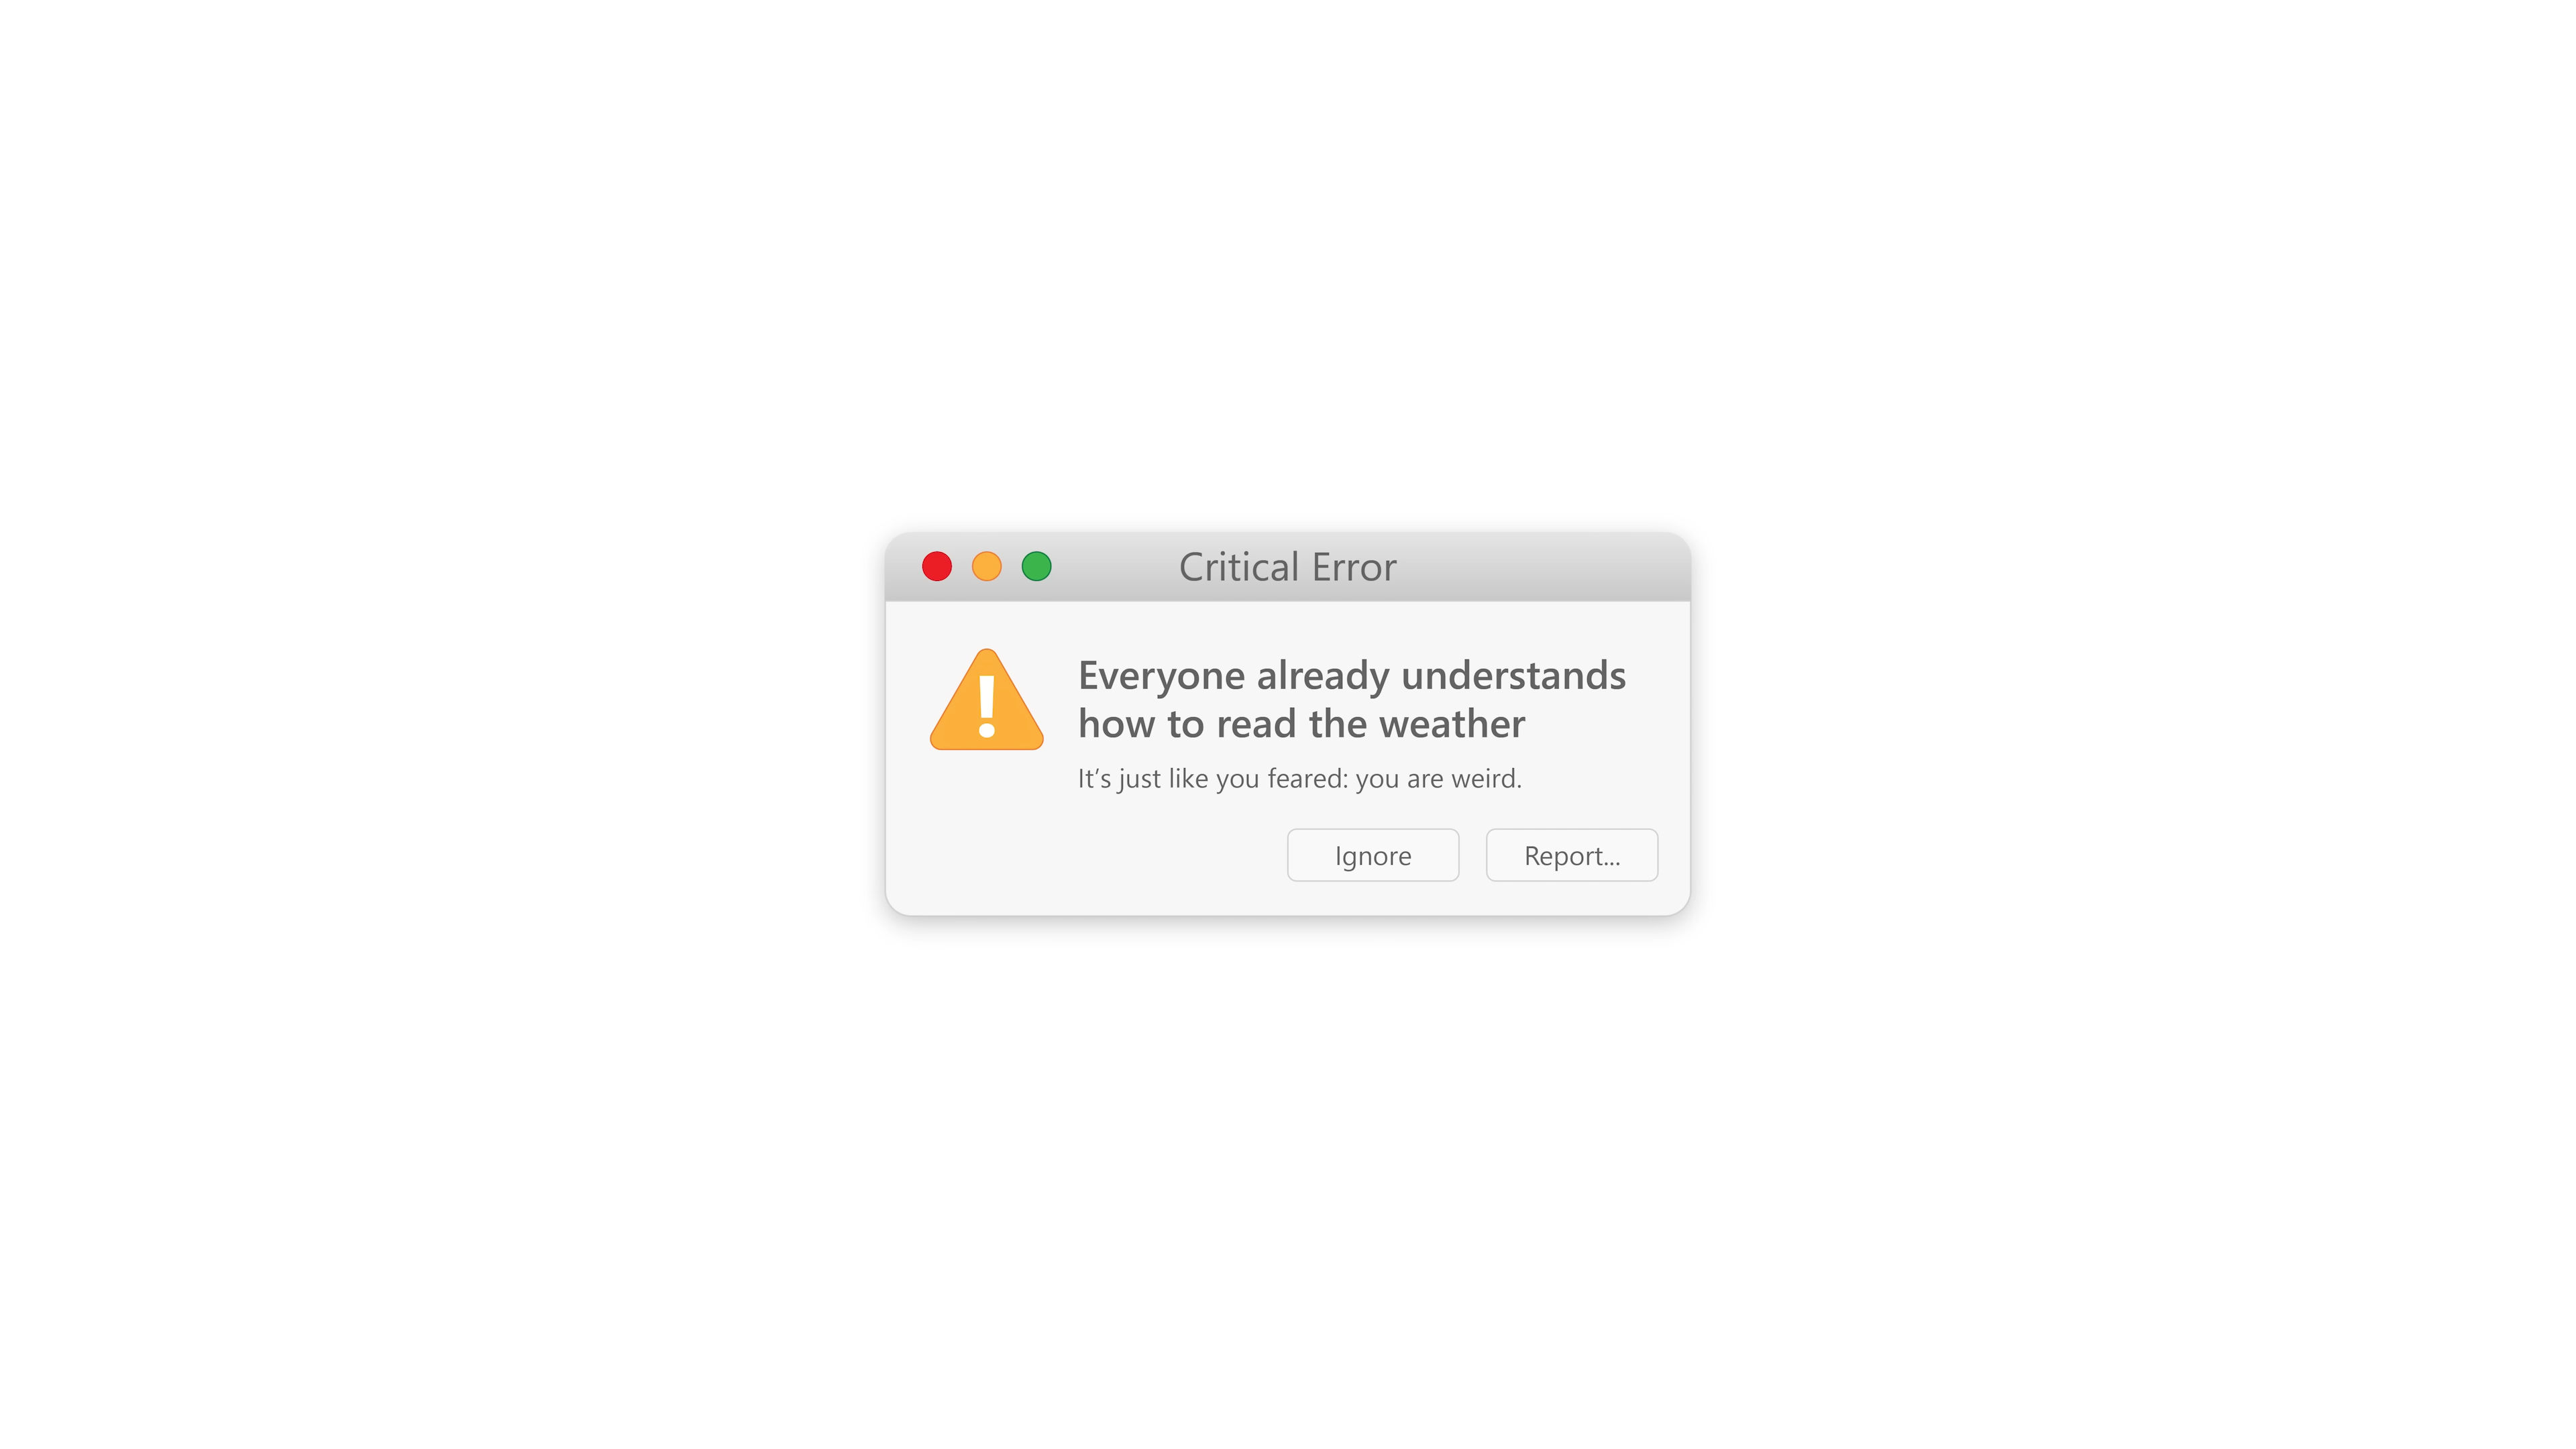 Critical Error
Everyone already understands
how to read the weather
It’s just like you feared: you are weird.
Ignore
Report...